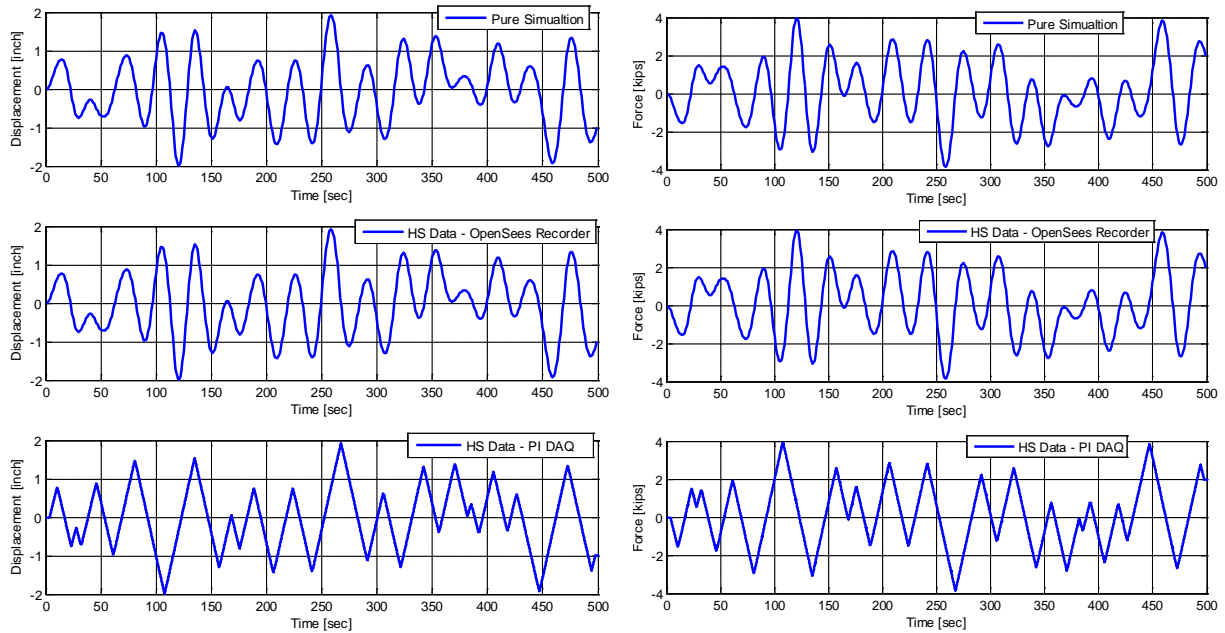 Pure Simualtion
Displacement [inch]
2
1
0
-1
-2
0 50 100 150 200 250 300 350 400 450 500
Time [sec]
Pure Simualtion
Force [kips]
4
2
0
-2
-4
0 50 100 150 200 250 300 350 400 450 500
Time [sec]
HS Data - OpenSees Recorder
Displacement [inch]
2
1
0
-1
-2
0 50 100 150 200 250 300 350 400 450 500
Time [sec]
HS Data - OpenSees Recorder
Force [kips]
4
2
0
-2
-4
0 50 100 150 200 250 300 350 400 450 500
Time [sec]
HS Data - PI DAQ
Displacement [inch]
2
1
0
-1
-2
0 50 100 150 200 250 300 350 400 450 500
Time [sec]
HS Data - PI DAQ
Force [kips]
4
2
0
-2
-4
0 50 100 150 200 250 300 350 400 450 500
Time [sec]